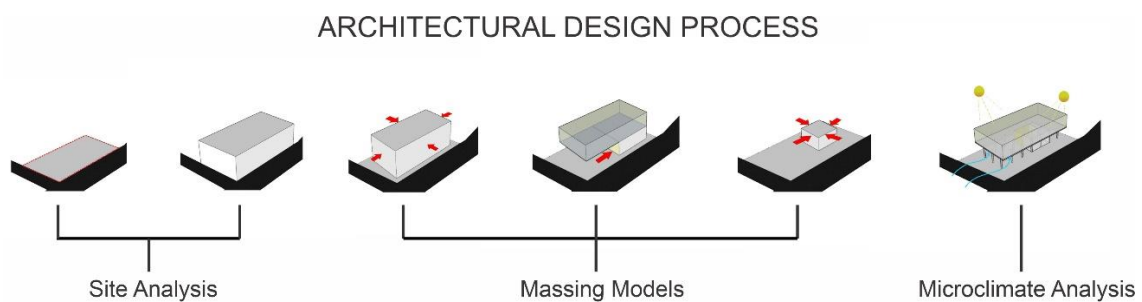 ARCHITECTURAL DESIGN PROCESS
Site Analysis
Massing Models
Microclimate Analysis